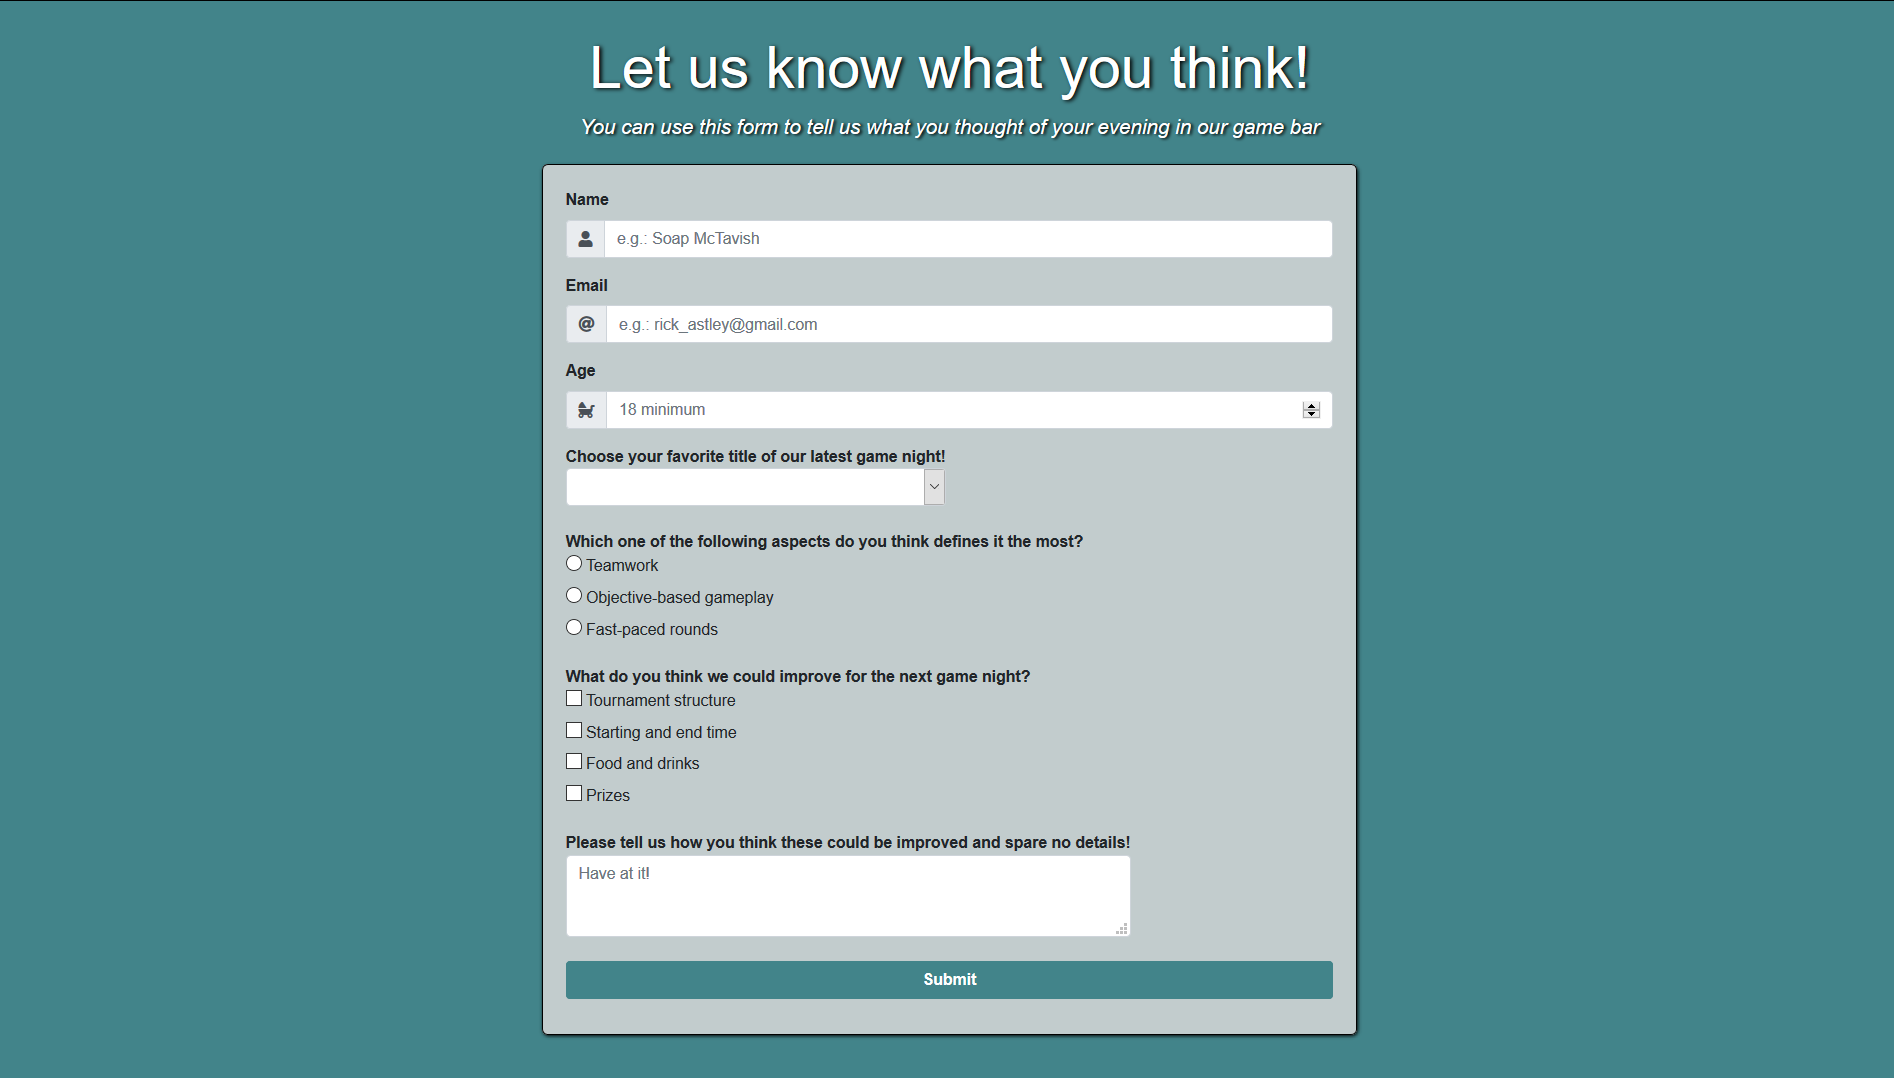 Let us know what you think!
You can use this form to tell us what you thought of your evening in our game bar
Name
e.g.: Soap McTavish
Email
@ e.g.: rick_astley@gmail.com
Age
18 minimum
Choose your favorite title of our latest game night!
Which one of the following aspects do you think defines it the most?
Teamwork
Objective-based gameplay
Fast-paced rounds
What do you think we could improve for the next game night?
Tournament structure
Starting and end time
Food and drinks
Prizes
Please tell us how you think these could be improved and spare no details!
Have at it!
Submit